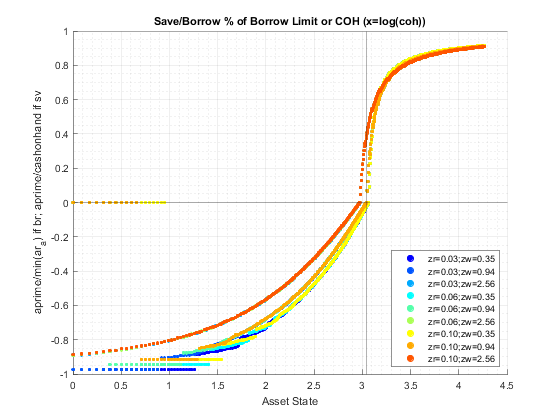 Save/Borrow % of Borrow Limit or COH (x=log(coh))
aprime/min(ar_a) if br; aprime/cashonhand if sv
1
0.8
0.6
0.4
0.2
0
-0.2
-0.4
-0.6
-0.8
-1
0 0.5 1 1.5 2 2.5 3 3.5 4 4.5
Asset State
zr=0.03;zw=0.35
zr=0.03;zw=0.94
zr=0.03;zw=2.56
zr=0.06;zw=0.35
zr=0.06;zw=0.94
zr=0.06;zw=2.56
zr=0.10;zw=0.35
zr=0.10;zw=0.94
zr=0.10;zw=2.56